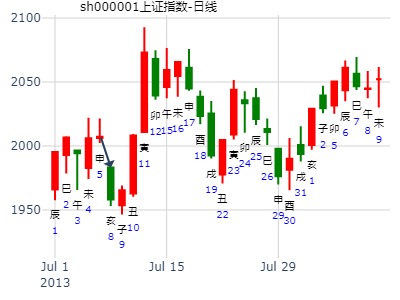 sh000001上证指数-日线
2100
2050
2000
1950
辰
1
巳
2
午
3
未
4
申
5
亥
8
子
9
丑
10
寅
11
卯
12
午
15
未
16
申
17
酉
18
戌
19
丑
22
寅
23
卯
24
辰
25
巳
26
申
29
酉
30
戌
31
亥
1
子
2
卯
5
辰
6
巳
7
午
8
未
9
Jul 1
2013
Jul 15
Jul 29